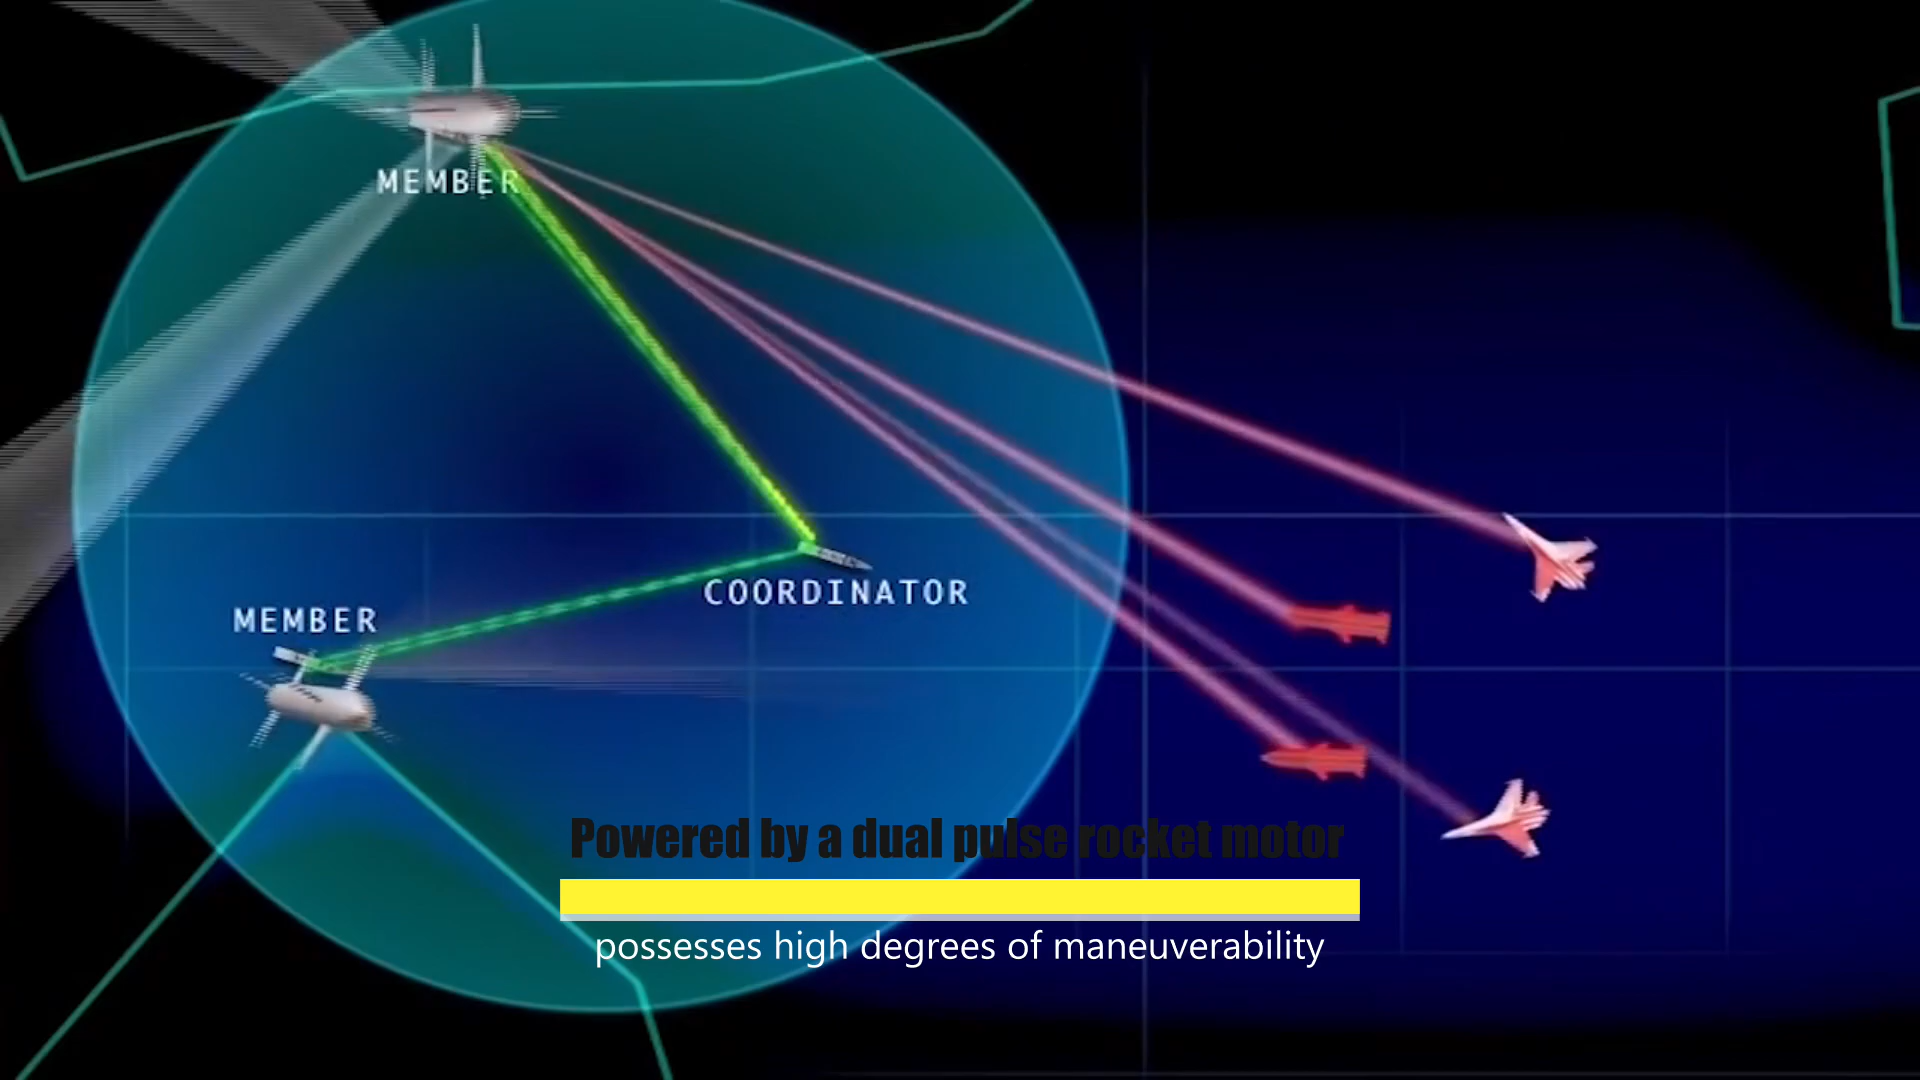 MEMBER
COORDINATOR
MEMBER
Powered by a dual pulse rocket motor
possesses high degrees of maneuverability